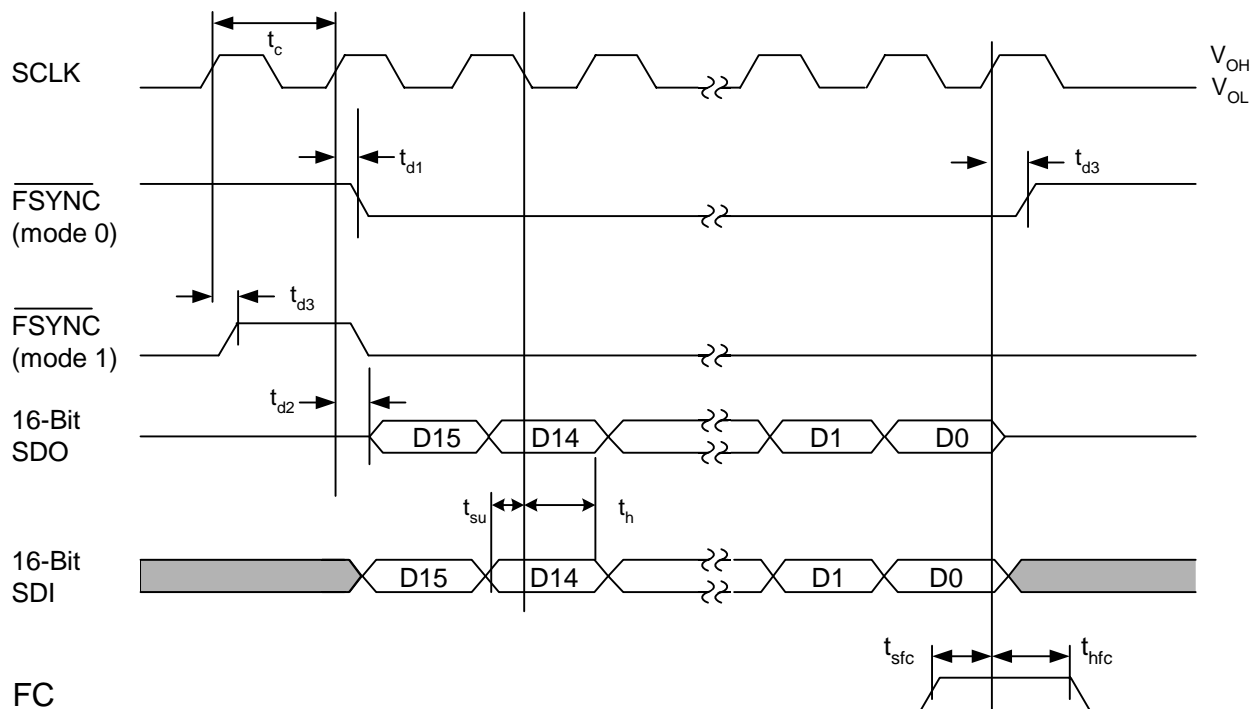 t_c
SCLK
V_OH
V_OL
t_d1
t_d3
FSYNC
(mode 0)
t_d3
FSYNC
(mode 1)
t_d2
16-Bit
SDO
D15 D14 D1 D0
t_su t_h
16-Bit
SDI
D15 D14 D1 D0
t_sfc t_hfc
FC